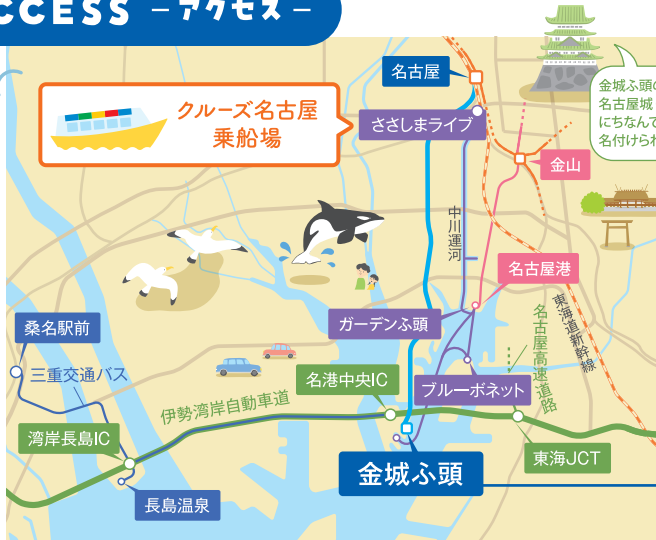 CCESS －アクセス－
名古屋
クルーズ名古屋
乗船場
ささしまライブ
金城ふ頭の
名古屋城
にちなんで
名付けられ
金山
中川運河
名古屋港
ガーデンふ頭
東海道新幹線
名古屋高速道路
桑名駅前
三重交通バス
名港中央IC
ブルーボネット
伊勢湾岸自動車道
湾岸長島IC
金城ふ頭
東海JCT
長島温泉